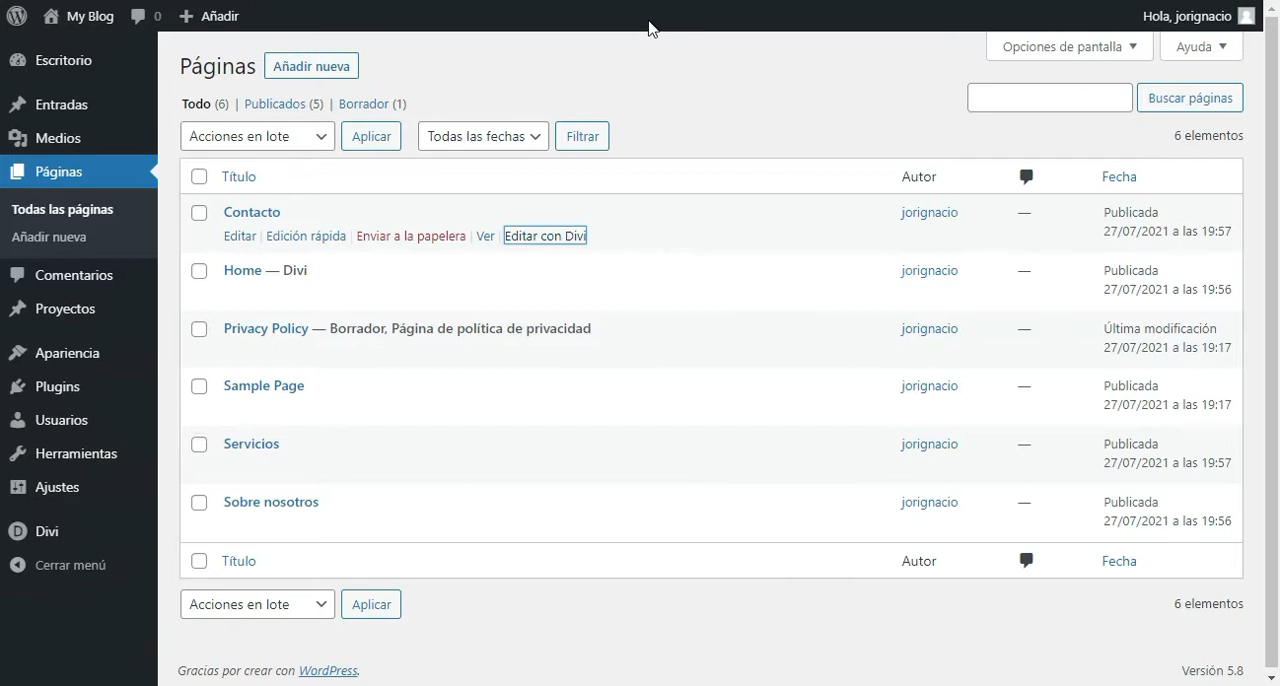 My Blog 0 Añadir Hola, jorignacio
Escritorio
Entradas
Medios
Páginas
Todas las páginas
Añadir nueva
Comentarios
Proyectos
Apariencia
Plugins
Usuarios
Herramientas
Ajustes
D Divi
Cerrar menú
Opciones de pantalla Ayuda
Páginas Añadir nueva
Todo (6) | Publicados (5) | Borrador (1)
Buscar páginas
Acciones en lote Aplicar Todas las fechas Filtrar 6 elementos
Título Autor Fecha
Contacto jorignacio — Publicada
27/07/2021 a las 19:57
Editar | Edición rápida | Enviar a la papelera | Ver | Editar con Divi
Home — Divi jorignacio — Publicada
27/07/2021 a las 19:56
Privacy Policy — Borrador, Página de política de privacidad jorignacio — Última modificación
27/07/2021 a las 19:17
Sample Page jorignacio — Publicada
27/07/2021 a las 19:17
Servicios jorignacio — Publicada
27/07/2021 a las 19:57
Sobre nosotros jorignacio — Publicada
27/07/2021 a las 19:56
Título Autor Fecha
Acciones en lote Aplicar 6 elementos
Gracias por crear con WordPress. Versión 5.8